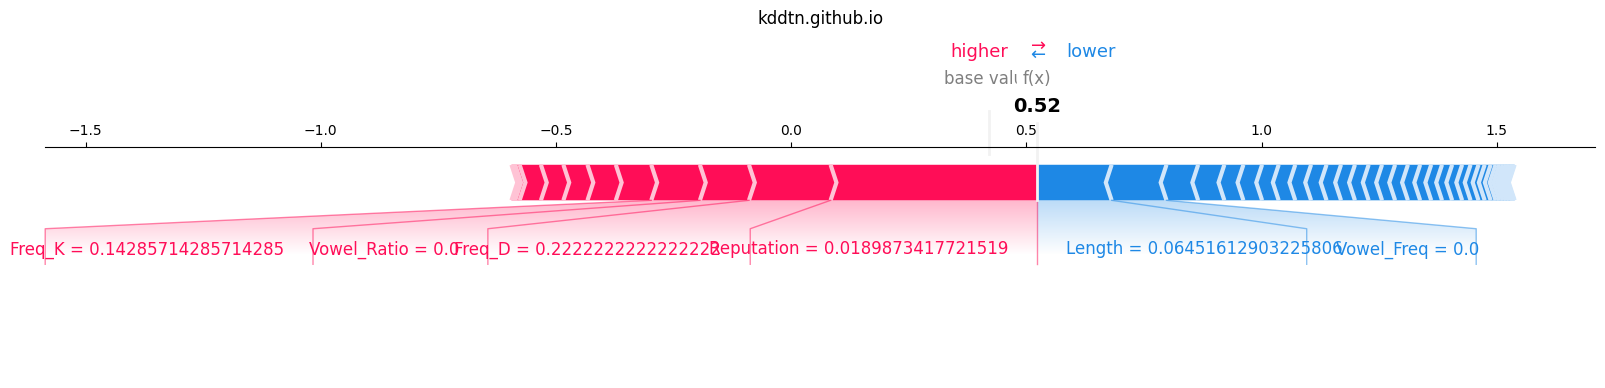 kddtn.github.io
higher → ← lower
base valu f(x)
0.52
−1.5 −1.0 −0.5 0.0 0.5 1.0 1.5
Freq_K = 0.14285714285714285 Vowel_Ratio = 0.0 Freq_D = 0.2222222222222222 Reputation = 0.0189873417721519 Length = 0.06451612903225806 Vowel_Freq = 0.0